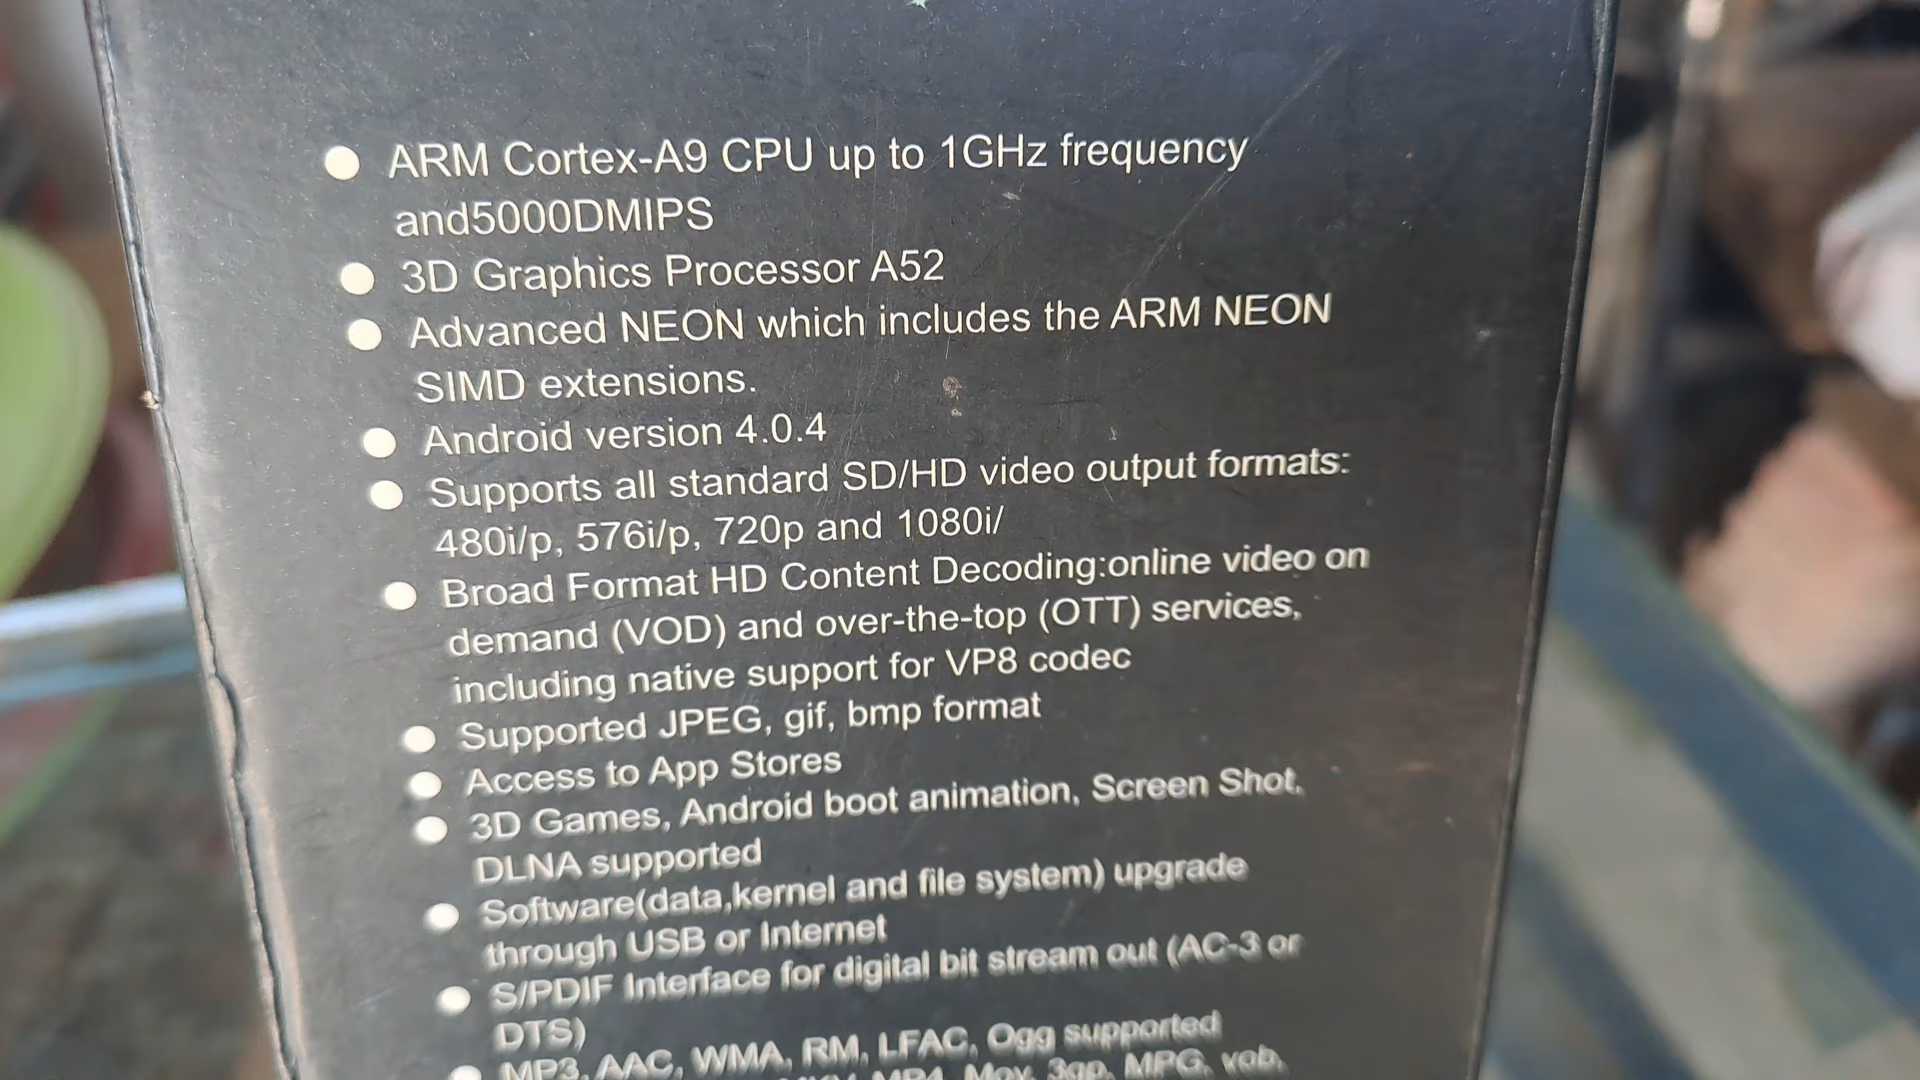 ARM Cortex-A9 CPU up to 1GHz frequency
and5000DMIPS
3D Graphics Processor A52
Advanced NEON which includes the ARM NEON
SIMD extensions.
Android version 4.0.4
Supports all standard SD/HD video output formats:
480i/p, 576i/p, 720p and 1080i/
Broad Format HD Content Decoding:online video on
demand (VOD) and over-the-top (OTT) services,
including native support for VP8 codec
Supported JPEG, gif, bmp format
Access to App Stores
3D Games, Android boot animation, Screen Shot,
DLNA supported
Software(data,kernel and file system) upgrade
through USB or Internet
S/PDIF Interface for digital bit stream out (AC-3 or
DTS)
MP3, AAC, WMA, RM, LFAC, Ogg supported
MP4, Mov, 3gp, MPG, vob,